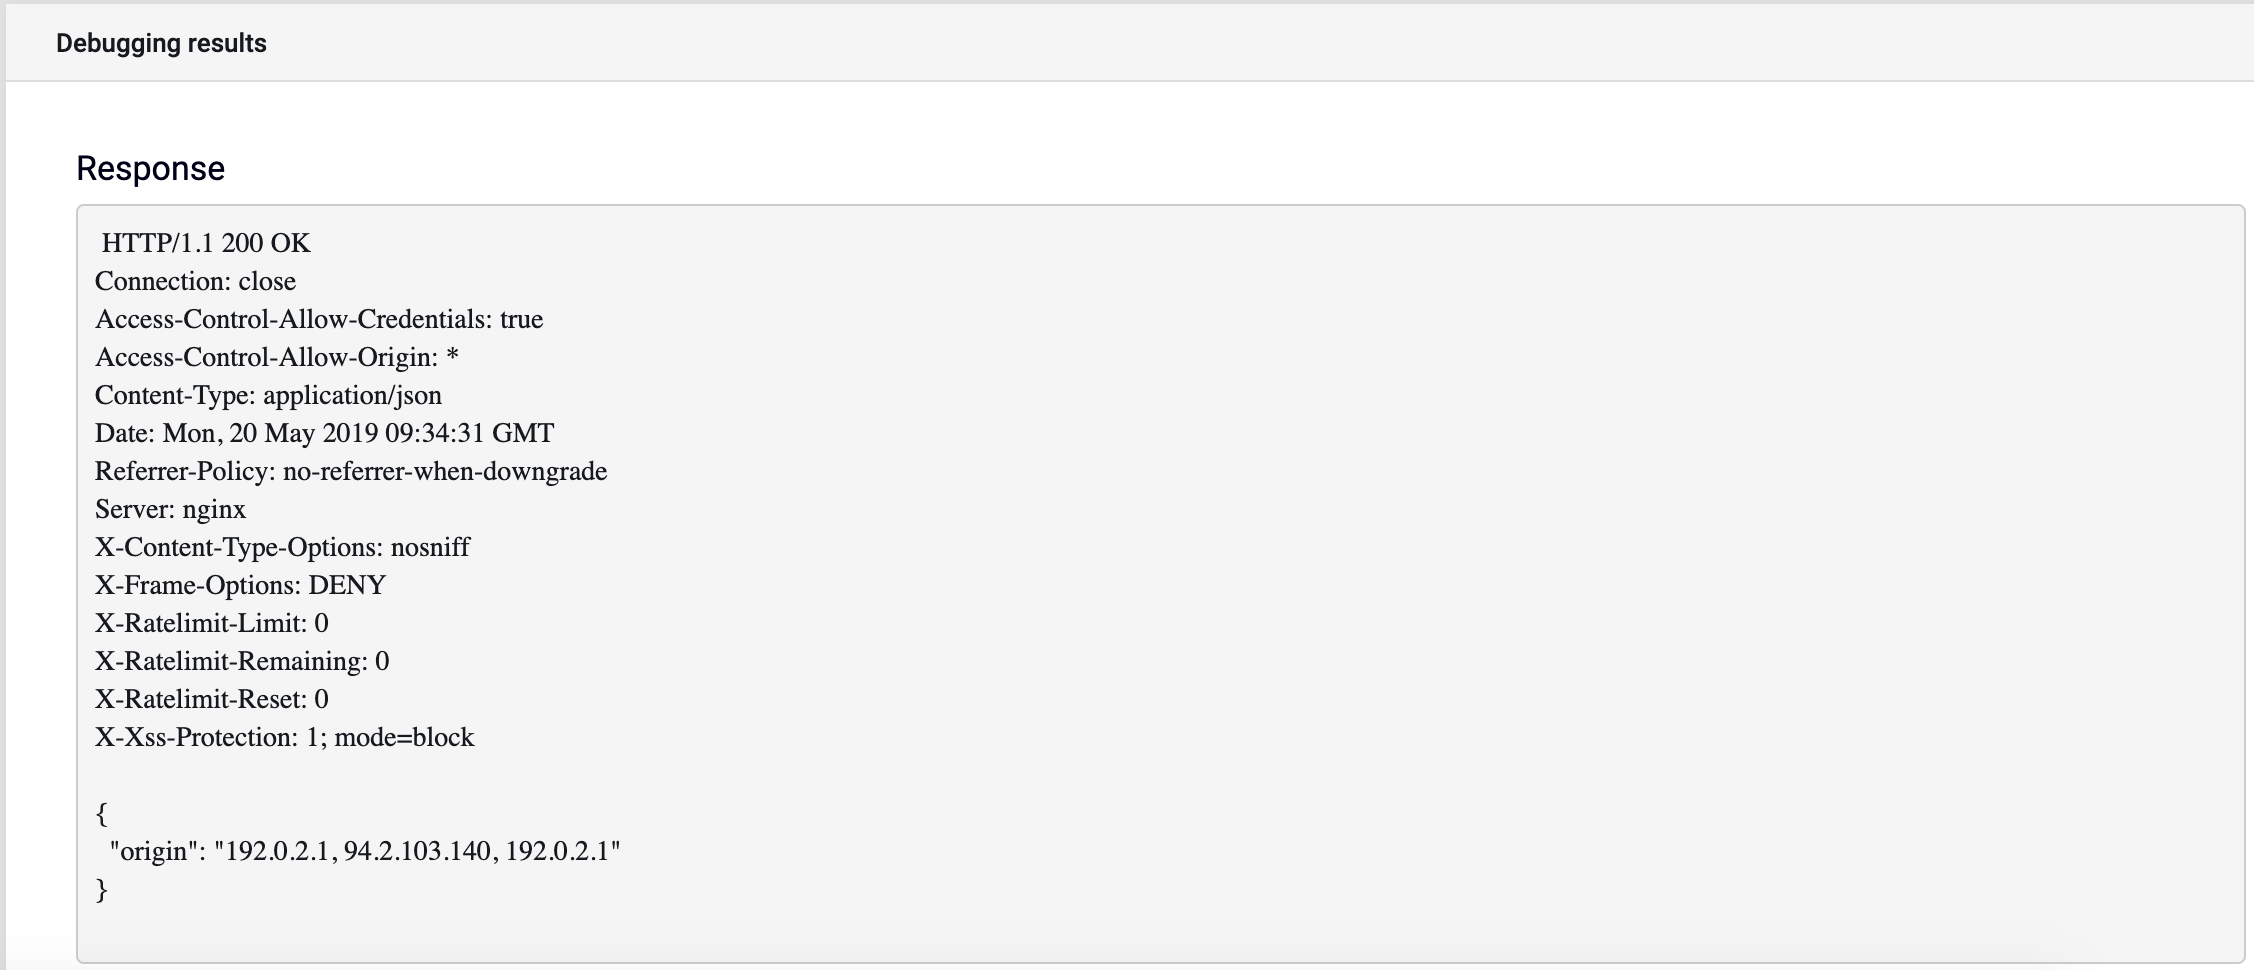 Debugging results
Response
HTTP/1.1 200 OK
Connection: close
Access-Control-Allow-Credentials: true
Access-Control-Allow-Origin: *
Content-Type: application/json
Date: Mon, 20 May 2019 09:34:31 GMT
Referrer-Policy: no-referrer-when-downgrade
Server: nginx
X-Content-Type-Options: nosniff
X-Frame-Options: DENY
X-Ratelimit-Limit: 0
X-Ratelimit-Remaining: 0
X-Ratelimit-Reset: 0
X-Xss-Protection: 1; mode=block
{
"origin": "192.0.2.1, 94.2.103.140, 192.0.2.1"
}